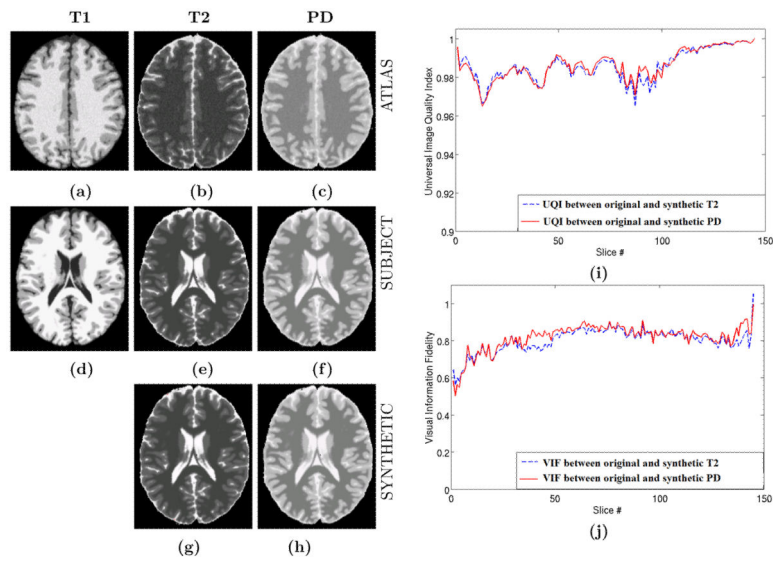 T1 T2 PD
ATLAS
(a) (b) (c)
SUBJECT
(d) (e) (f)
SYNTHETIC
(g) (h)
Universal Image Quality Index
1
0.98
0.96
0.94
0.92
0.9
UQI between original and synthetic T2
UQI between original and synthetic PD
0 50 100 150
Slice #
(i)
Visual Information Fidelity
1
0.8
0.6
0.4
0.2
0
VIF between original and synthetic T2
VIF between original and synthetic PD
0 50 100 150
Slice #
(j)